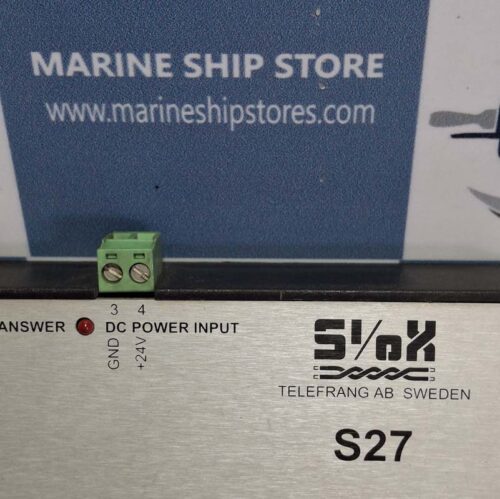 MARINE SHIP STORE
www.marineshipstores.com
3 4
ANSWER DC POWER INPUT
GND
+24V
TELEFRANG AB SWEDEN
S27